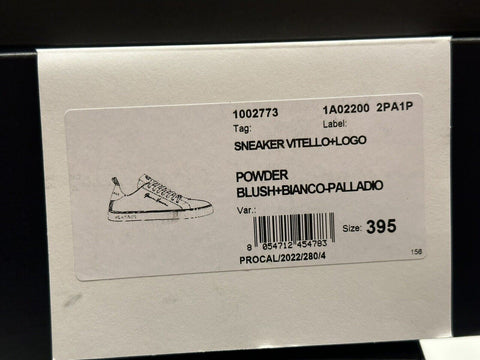 1002773 1A02200 2PA1P
Tag: Label:
SNEAKER VITELLO+LOGO
POWDER
BLUSH+BIANCO-PALLADIO
Var.:
Size: 395
8 054712 454783
PROCAL/2022/280/4
156